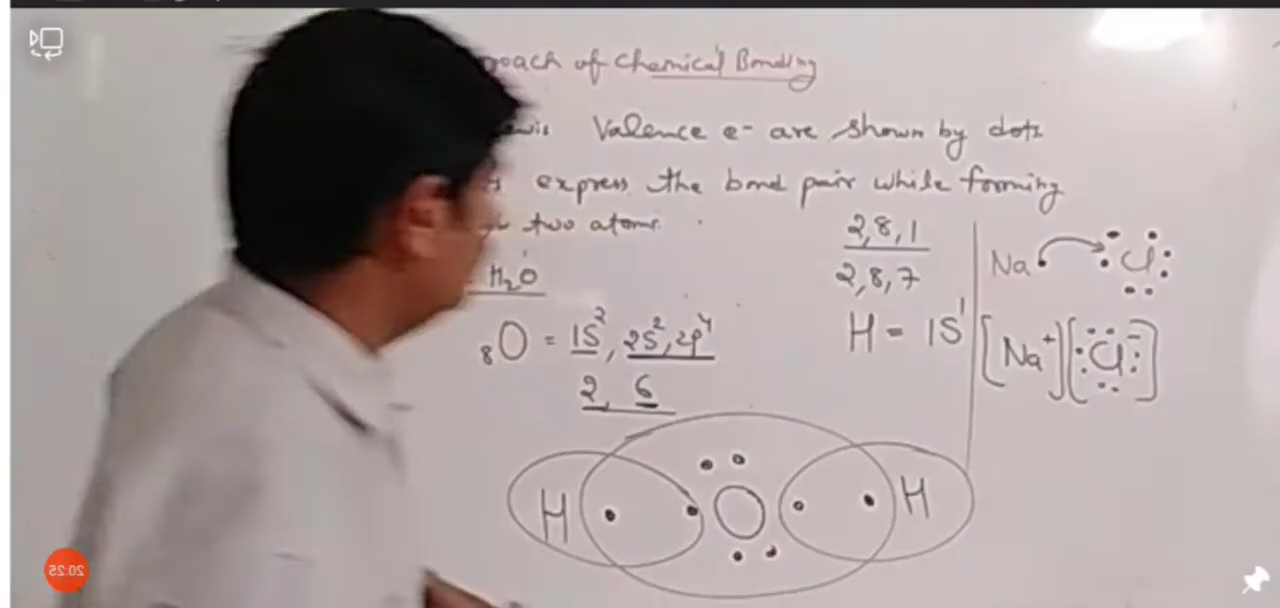 Chemical Bonding
of
Valence e- are shown by dots
express the bond pair while forming
two atoms.
H₂O
2,8,1
2,8,7
Na Cl
₈O = 1S², 2S², 2p⁴
H = 1S¹
[Na⁺][Cl⁻]
2, 6
H O H
20:25